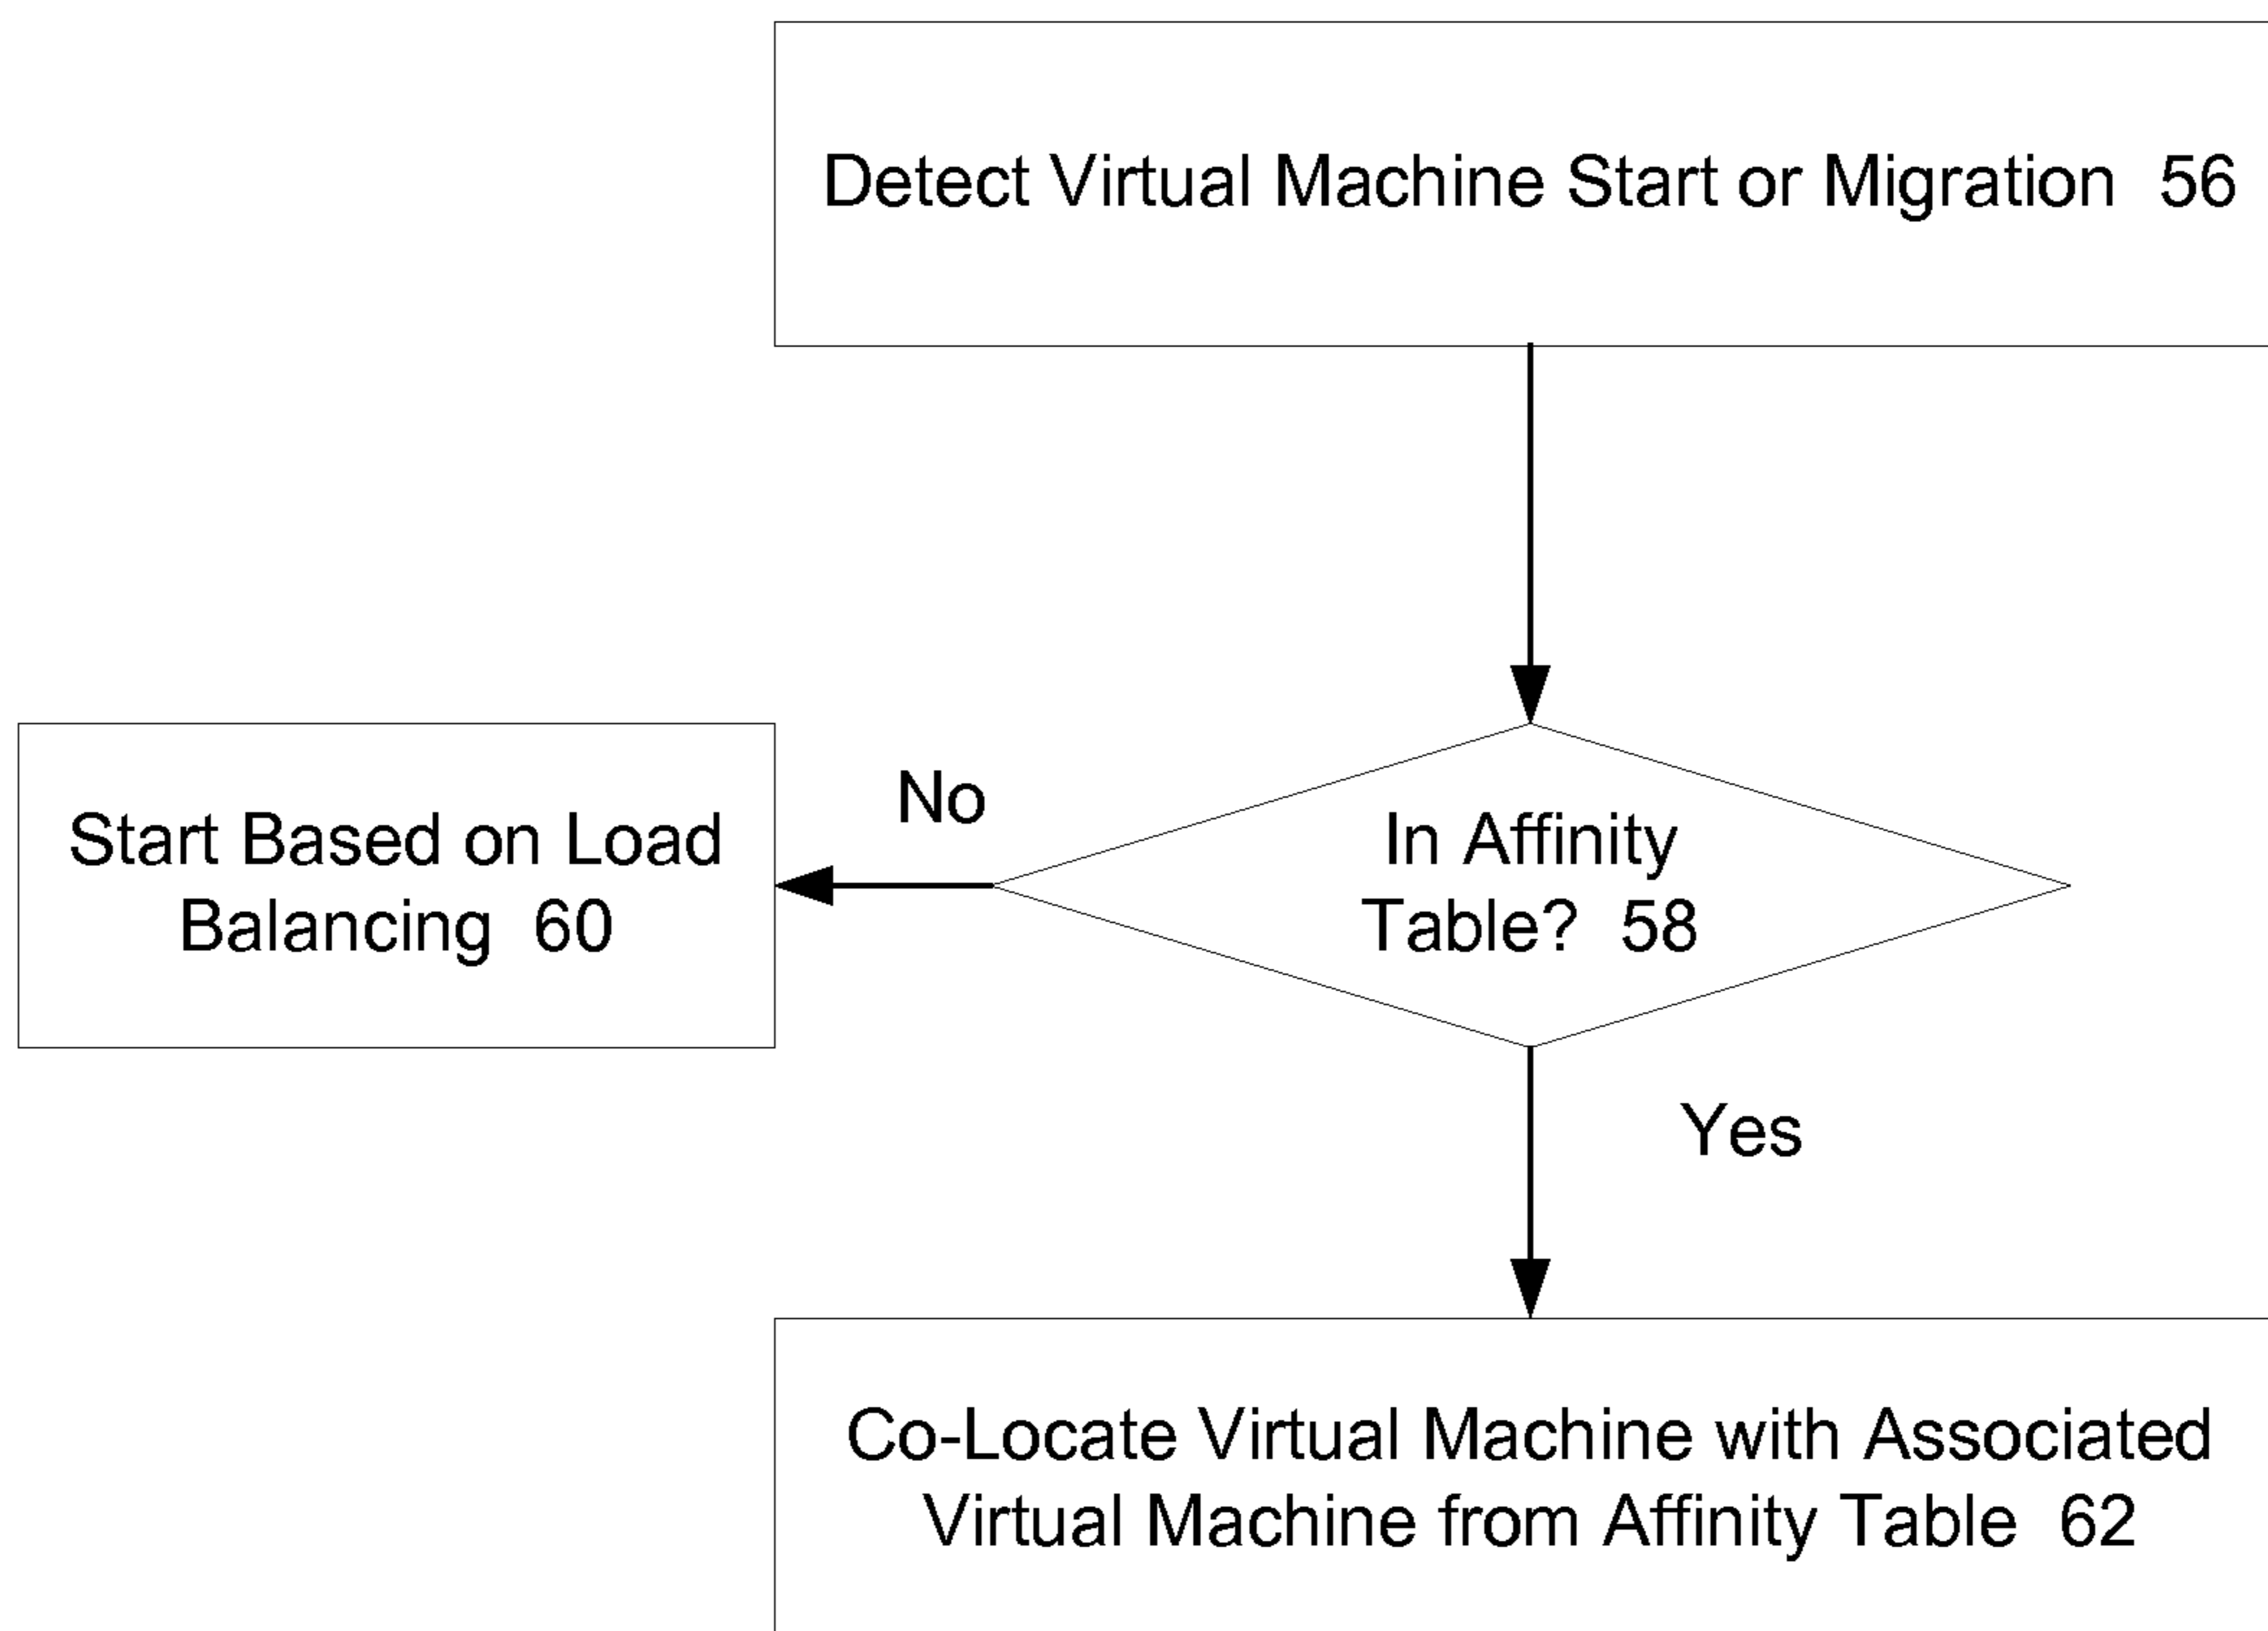 Detect Virtual Machine Start or Migration 56
No
Start Based on Load
Balancing 60
In Affinity
Table? 58
Yes
Co-Locate Virtual Machine with Associated
Virtual Machine from Affinity Table 62